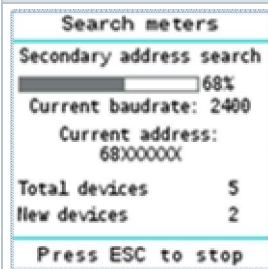 Search meters
Secondary address search
68%
Current baudrate: 2400
Current address:
68XXXXXX
Total devices 5
New devices 2
Press ESC to stop